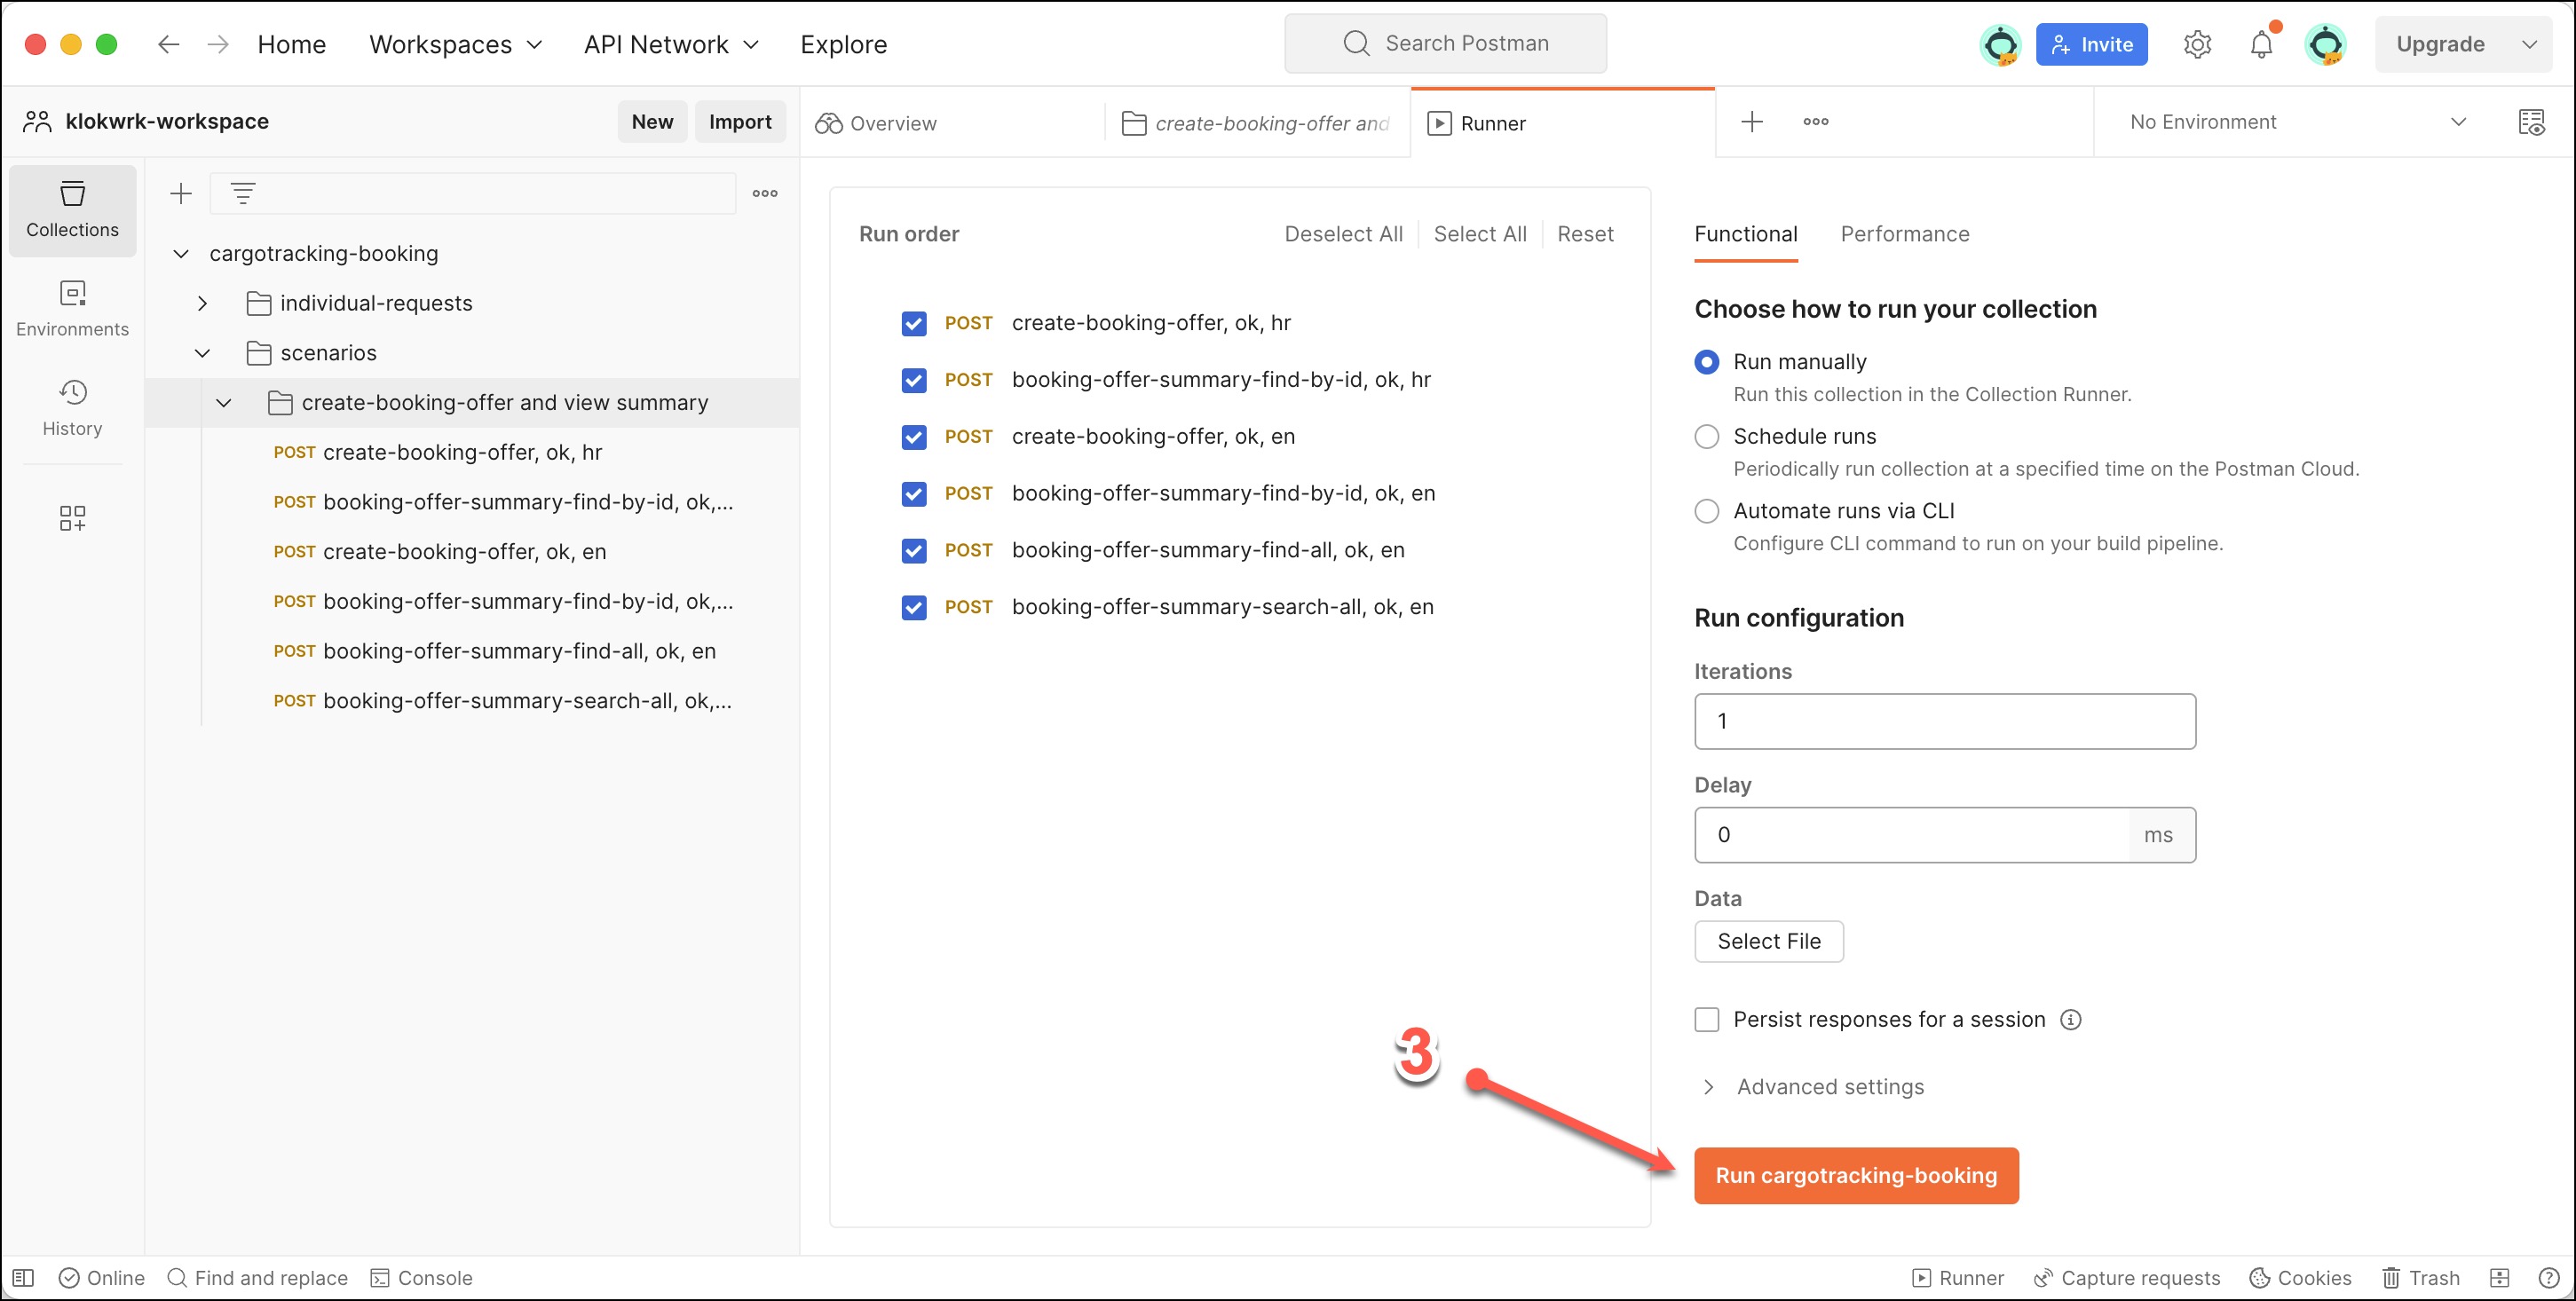 Home Workspaces API Network Explore Search Postman Invite Upgrade
klokwrk-workspace New Import Overview create-booking-offer and Runner No Environment
Collections
Environments
History
cargotracking-booking
individual-requests
scenarios
create-booking-offer and view summary
POST create-booking-offer, ok, hr
POST booking-offer-summary-find-by-id, ok,...
POST create-booking-offer, ok, en
POST booking-offer-summary-find-by-id, ok,...
POST booking-offer-summary-find-all, ok, en
POST booking-offer-summary-search-all, ok,...
Run order Deselect All Select All Reset
POST create-booking-offer, ok, hr
POST booking-offer-summary-find-by-id, ok, hr
POST create-booking-offer, ok, en
POST booking-offer-summary-find-by-id, ok, en
POST booking-offer-summary-find-all, ok, en
POST booking-offer-summary-search-all, ok, en
Functional Performance
Choose how to run your collection
Run manually
Run this collection in the Collection Runner.
Schedule runs
Periodically run collection at a specified time on the Postman Cloud.
Automate runs via CLI
Configure CLI command to run on your build pipeline.
Run configuration
Iterations
1
Delay
0 ms
Data
Select File
Persist responses for a session
Advanced settings
3
Run cargotracking-booking
Online Find and replace Console Runner Capture requests Cookies Trash